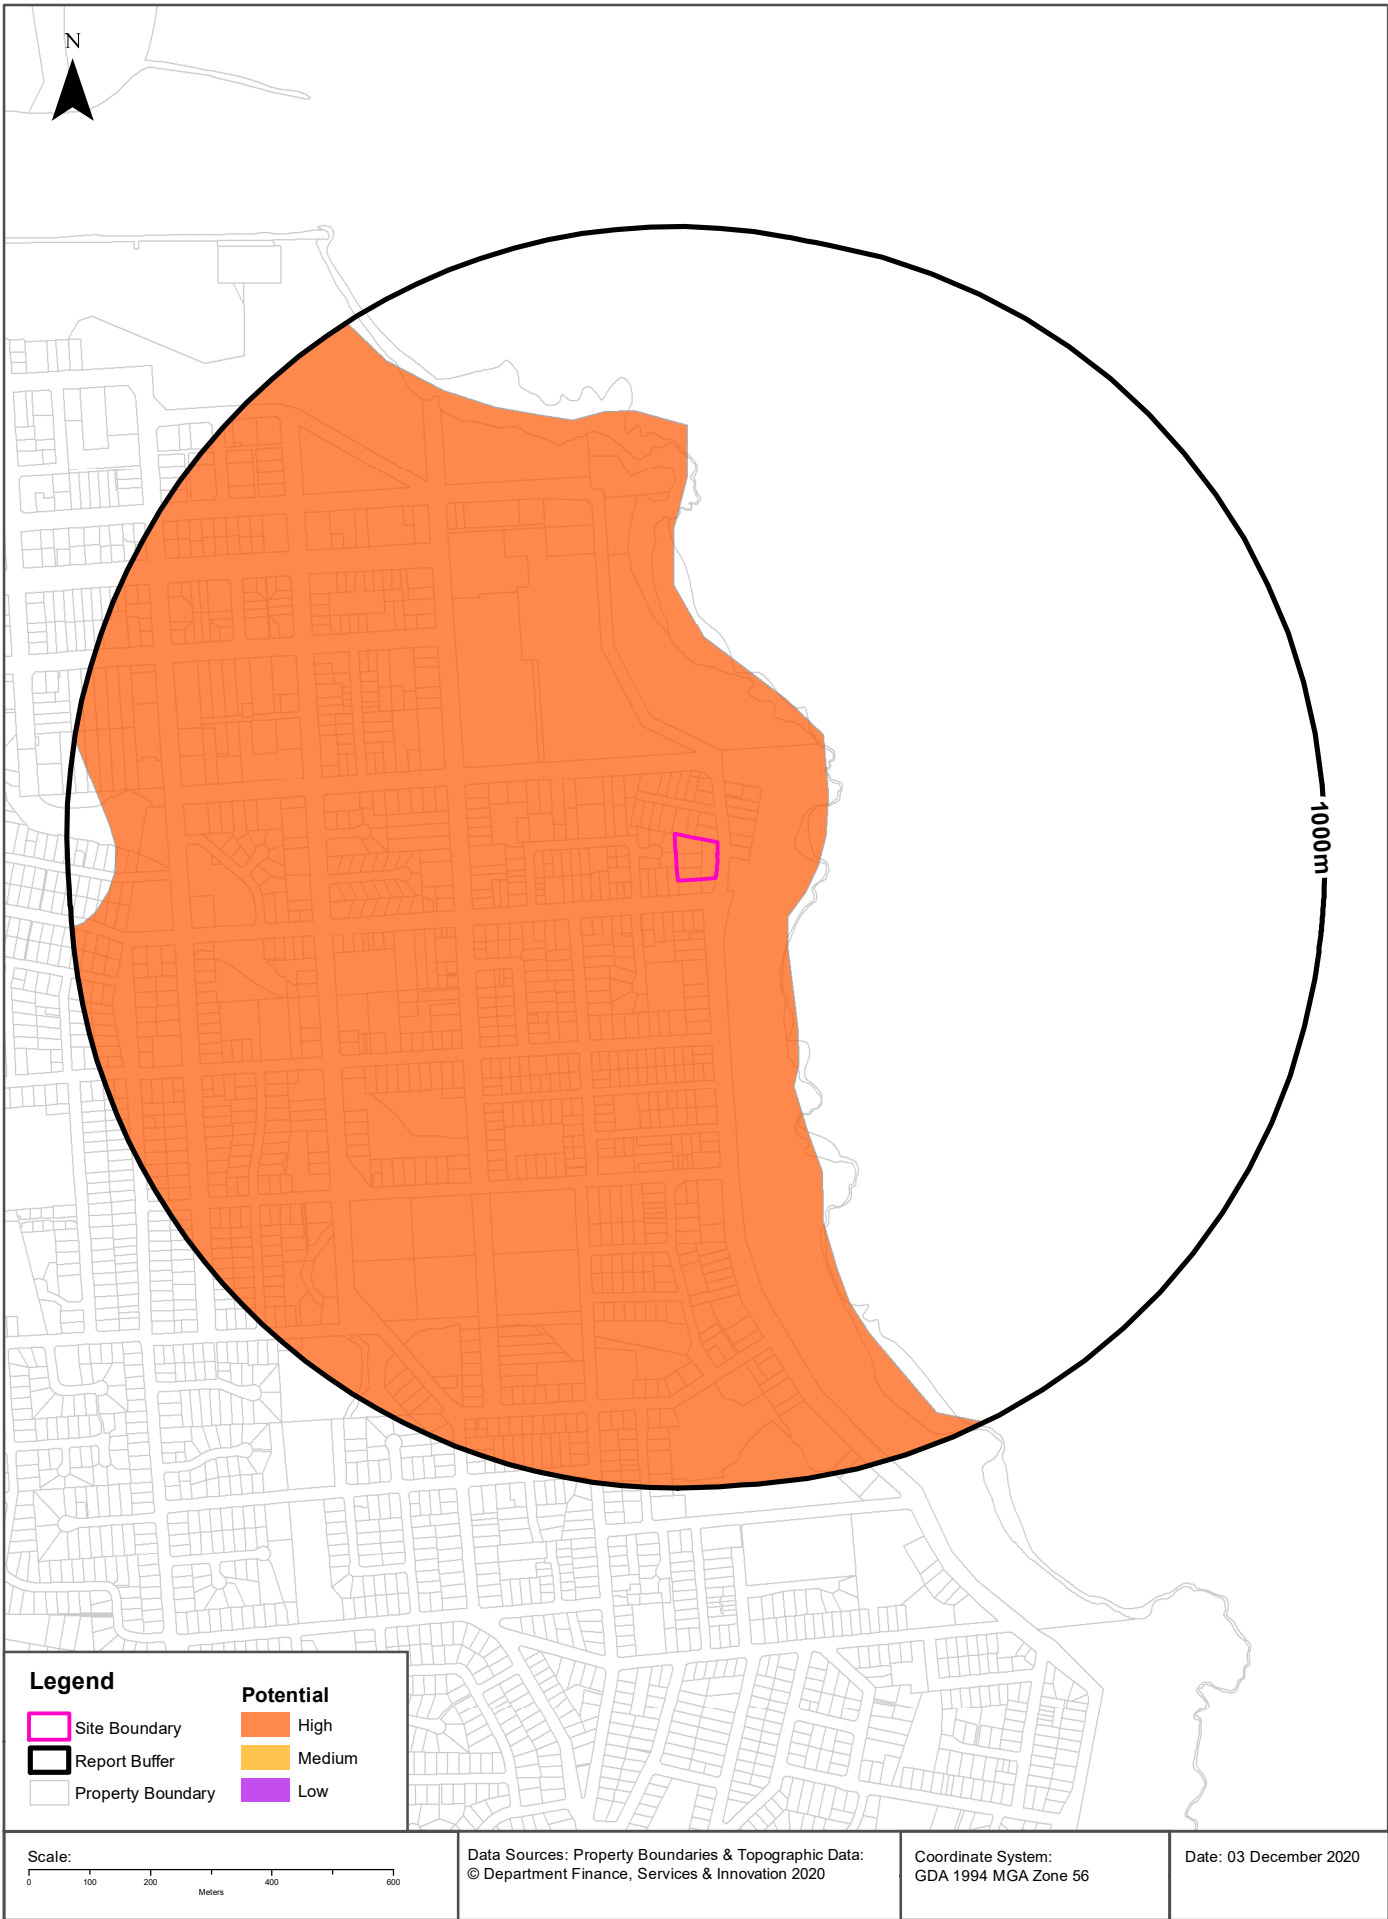 N
1000m
Legend
Site Boundary
Report Buffer
Property Boundary
Potential
High
Medium
Low
Scale:
0 100 200 400 600
Meters
Data Sources: Property Boundaries & Topographic Data:
© Department Finance, Services & Innovation 2020
Coordinate System:
GDA 1994 MGA Zone 56
Date: 03 December 2020